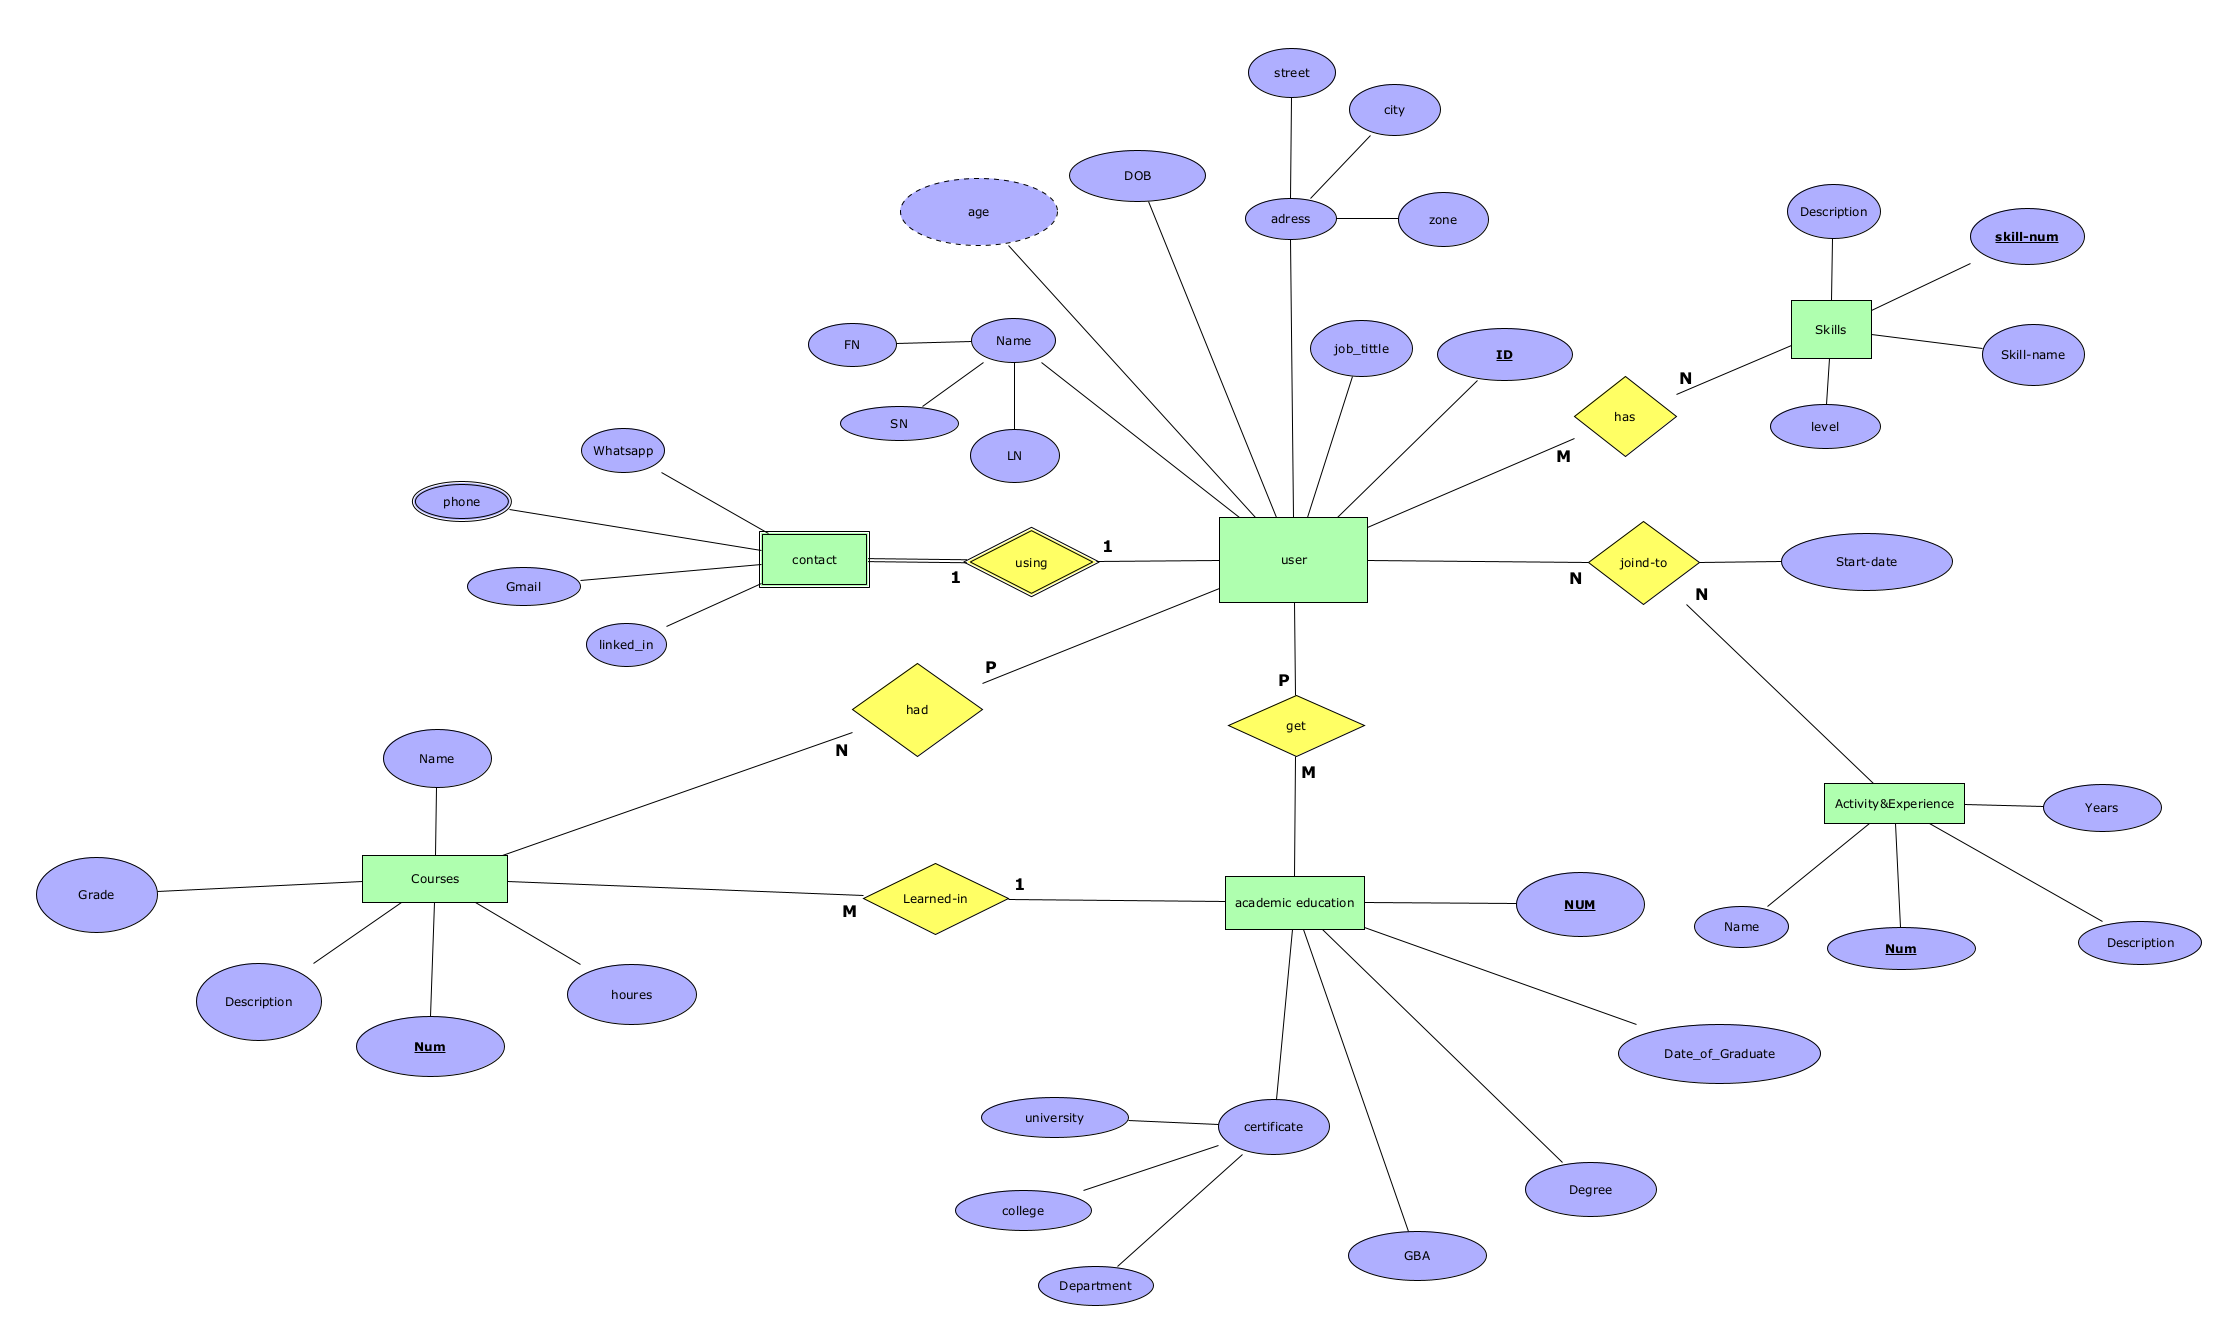 street
city
DOB
age
adress
zone
Description
skill-num
Skills
Skill-name
level
FN
Name
SN
LN
job_tittle
ID
N
has
M
Whatsapp
phone
contact
Gmail
linked_in
1
using
1
user
N
joind-to
N
Start-date
P
had
N
P
get
M
Name
Grade
Courses
Description
Num
houres
M
Learned-in
1
academic education
NUM
Activity&Experience
Years
Name
Num
Description
Date_of_Graduate
university
certificate
college
Department
Degree
GBA